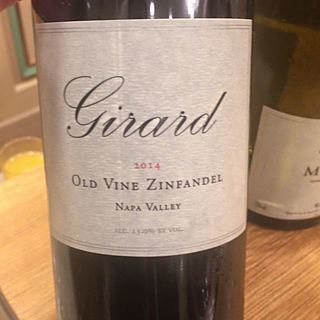 Girard
2014
OLD VINE ZINFANDEL
NAPA VALLEY